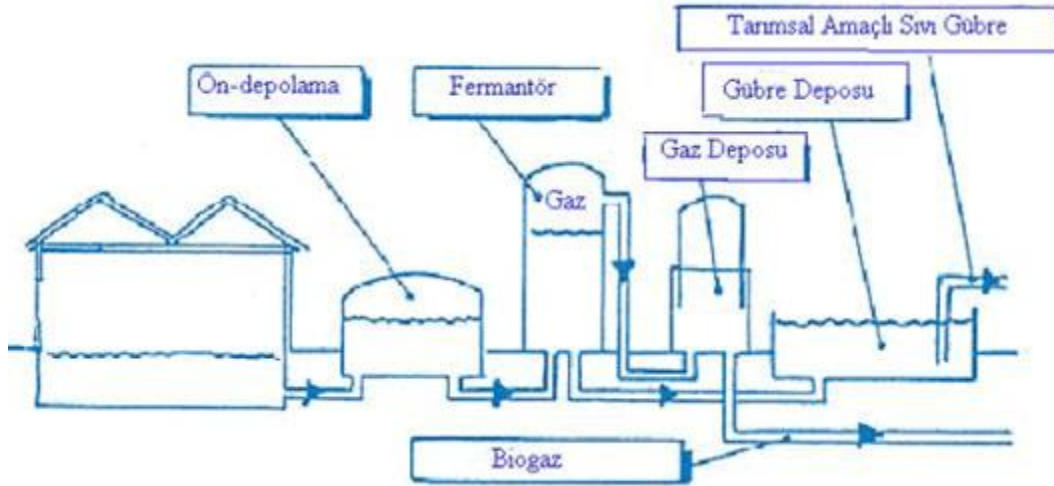 Tarımsal Amaçlı Sıvı Gübre
Ön-depolama
Fermantör
Gübre Deposu
Gaz Deposu
Gaz
Biogaz